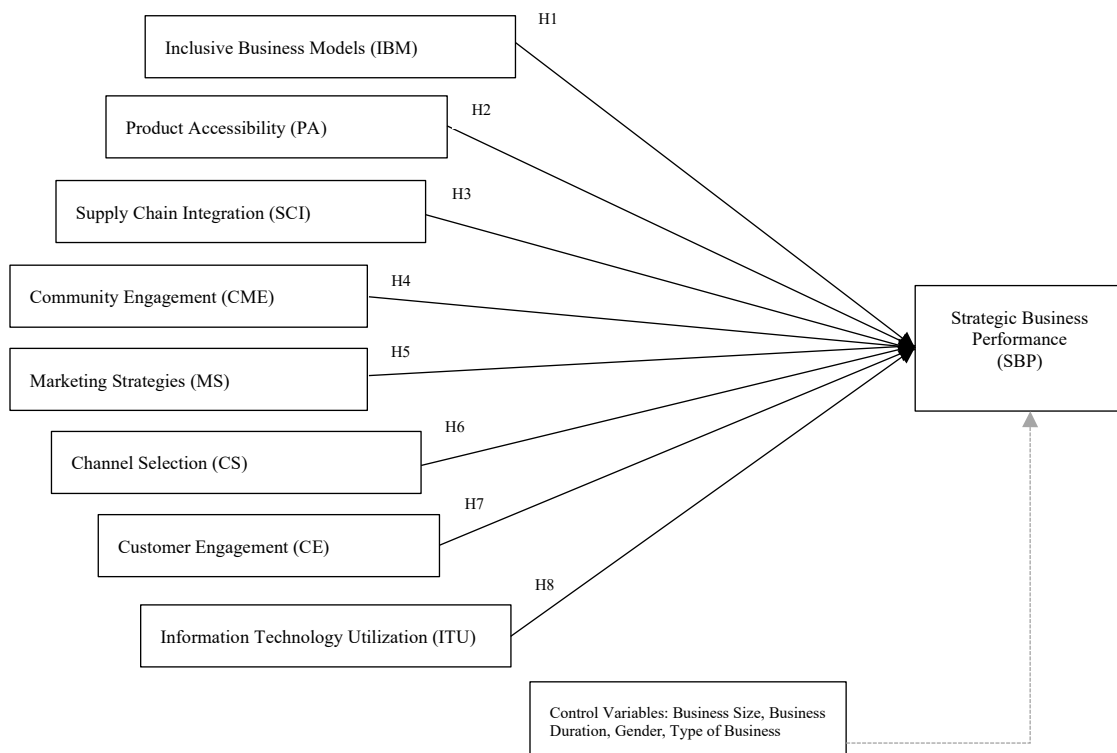 H1
Inclusive Business Models (IBM)
H2
Product Accessibility (PA)
H3
Supply Chain Integration (SCI)
H4
Community Engagement (CME)
H5
Marketing Strategies (MS)
H6
Channel Selection (CS)
H7
Customer Engagement (CE)
H8
Information Technology Utilization (ITU)
Strategic Business
Performance
(SBP)
Control Variables: Business Size, Business
Duration, Gender, Type of Business